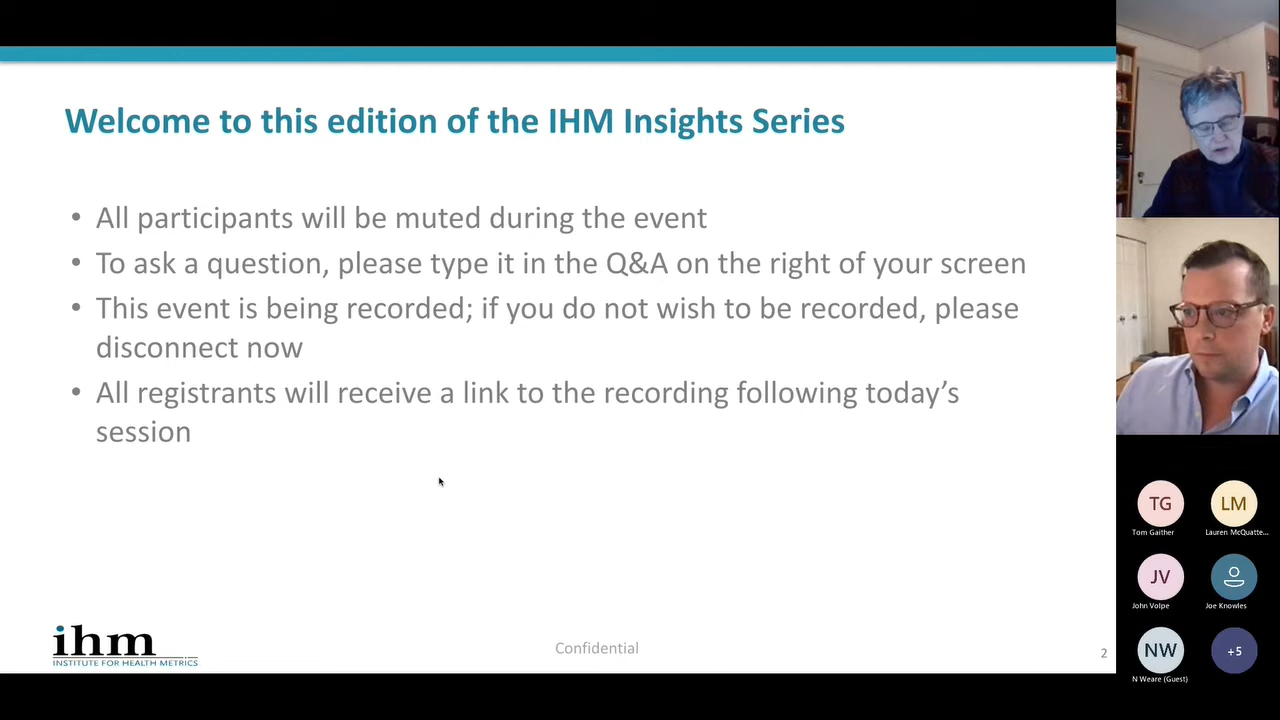 Welcome to this edition of the IHM Insights Series
• All participants will be muted during the event
• To ask a question, please type it in the Q&A on the right of your screen
• This event is being recorded; if you do not wish to be recorded, please
disconnect now
• All registrants will receive a link to the recording following today’s
session
ihm
INSTITUTE FOR HEALTH METRICS
Confidential
2
TG
Tom Gaither
LM
Lauren McQuatte...
JV
John Volpe
Joe Knowles
NW
N Weare (Guest)
+5